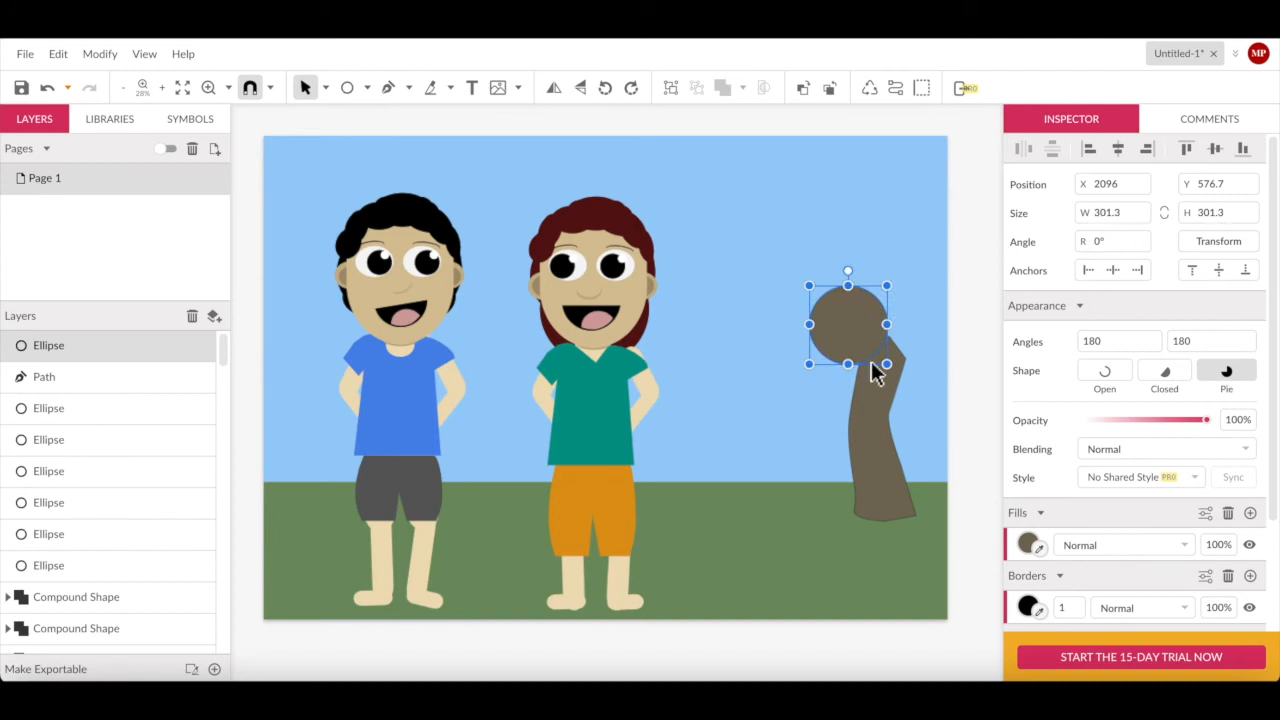 File Edit Modify View Help
Untitled-1* MP
28% PRO
LAYERS LIBRARIES SYMBOLS
Pages
Page 1
Layers
Ellipse
Path
Ellipse
Ellipse
Ellipse
Ellipse
Ellipse
Ellipse
Compound Shape
Compound Shape
Make Exportable
INSPECTOR COMMENTS
Position X 2096 Y 576.7
Size W 301.3 H 301.3
Angle R 0° Transform
Anchors
Appearance
Angles 180 180
Shape
Open Closed Pie
Opacity 100%
Blending Normal
Style No Shared Style PRO Sync
Fills
Normal 100%
Borders
1 Normal 100%
START THE 15-DAY TRIAL NOW